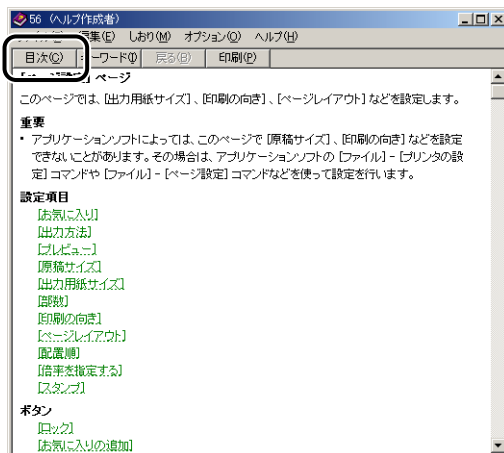 56 (ヘルプ作成者)
編集(E) しおり(M) オプション(O) ヘルプ(H)
目次(C) キーワード(I) 戻る(B) 印刷(P)
ページ
このページでは、[出力用紙サイズ]、[印刷の向き]、[ページレイアウト] などを設定します。
重要
• アプリケーションソフトによっては、このページで [原稿サイズ]、[印刷の向き] などを設定
できないことがあります。その場合は、アプリケーションソフトの [ファイル] - [プリンタの設
定] コマンドや [ファイル] - [ページ設定] コマンドなどを使って設定を行います。
設定項目
[お気に入り]
[出力方法]
[プレビュー]
[原稿サイズ]
[出力用紙サイズ]
[部数]
[印刷の向き]
[ページレイアウト]
[配置順]
[倍率を指定する]
[スタンプ]
ボタン
[ロック]
[お気に入りの追加]